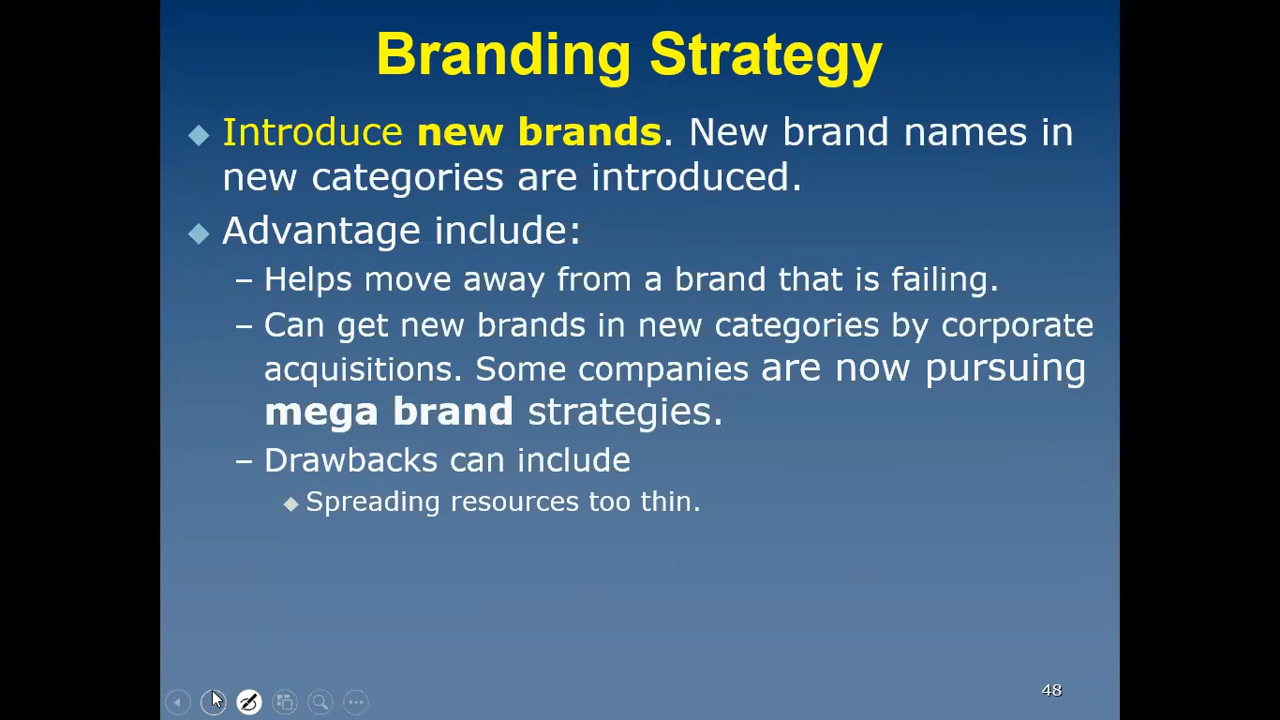 Branding Strategy
Introduce new brands. New brand names in
new categories are introduced.
Advantage include:
– Helps move away from a brand that is failing.
– Can get new brands in new categories by corporate
acquisitions. Some companies are now pursuing
mega brand strategies.
– Drawbacks can include
Spreading resources too thin.
48